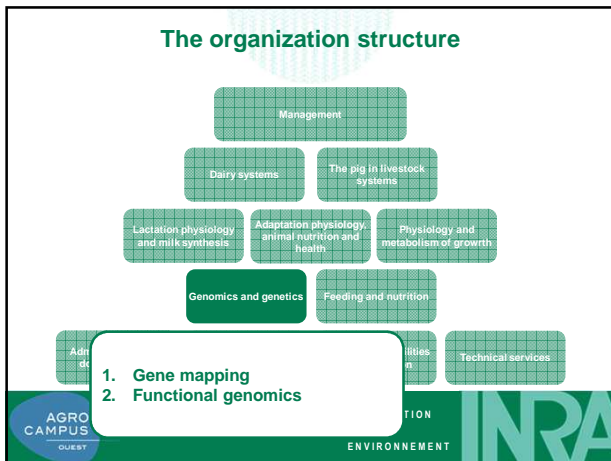 The organization structure
Management
Dairy systems
The pig in livestock
systems
Lactation physiology
and milk synthesis
Adaptation physiology,
animal nutrition and
health
Physiology and
metabolism of growrth
Genomics and genetics
Feeding and nutrition
Technical services
1. Gene mapping
2. Functional genomics
AGRO
CAMPUS
OUEST
ENVIRONNEMENT
INRA